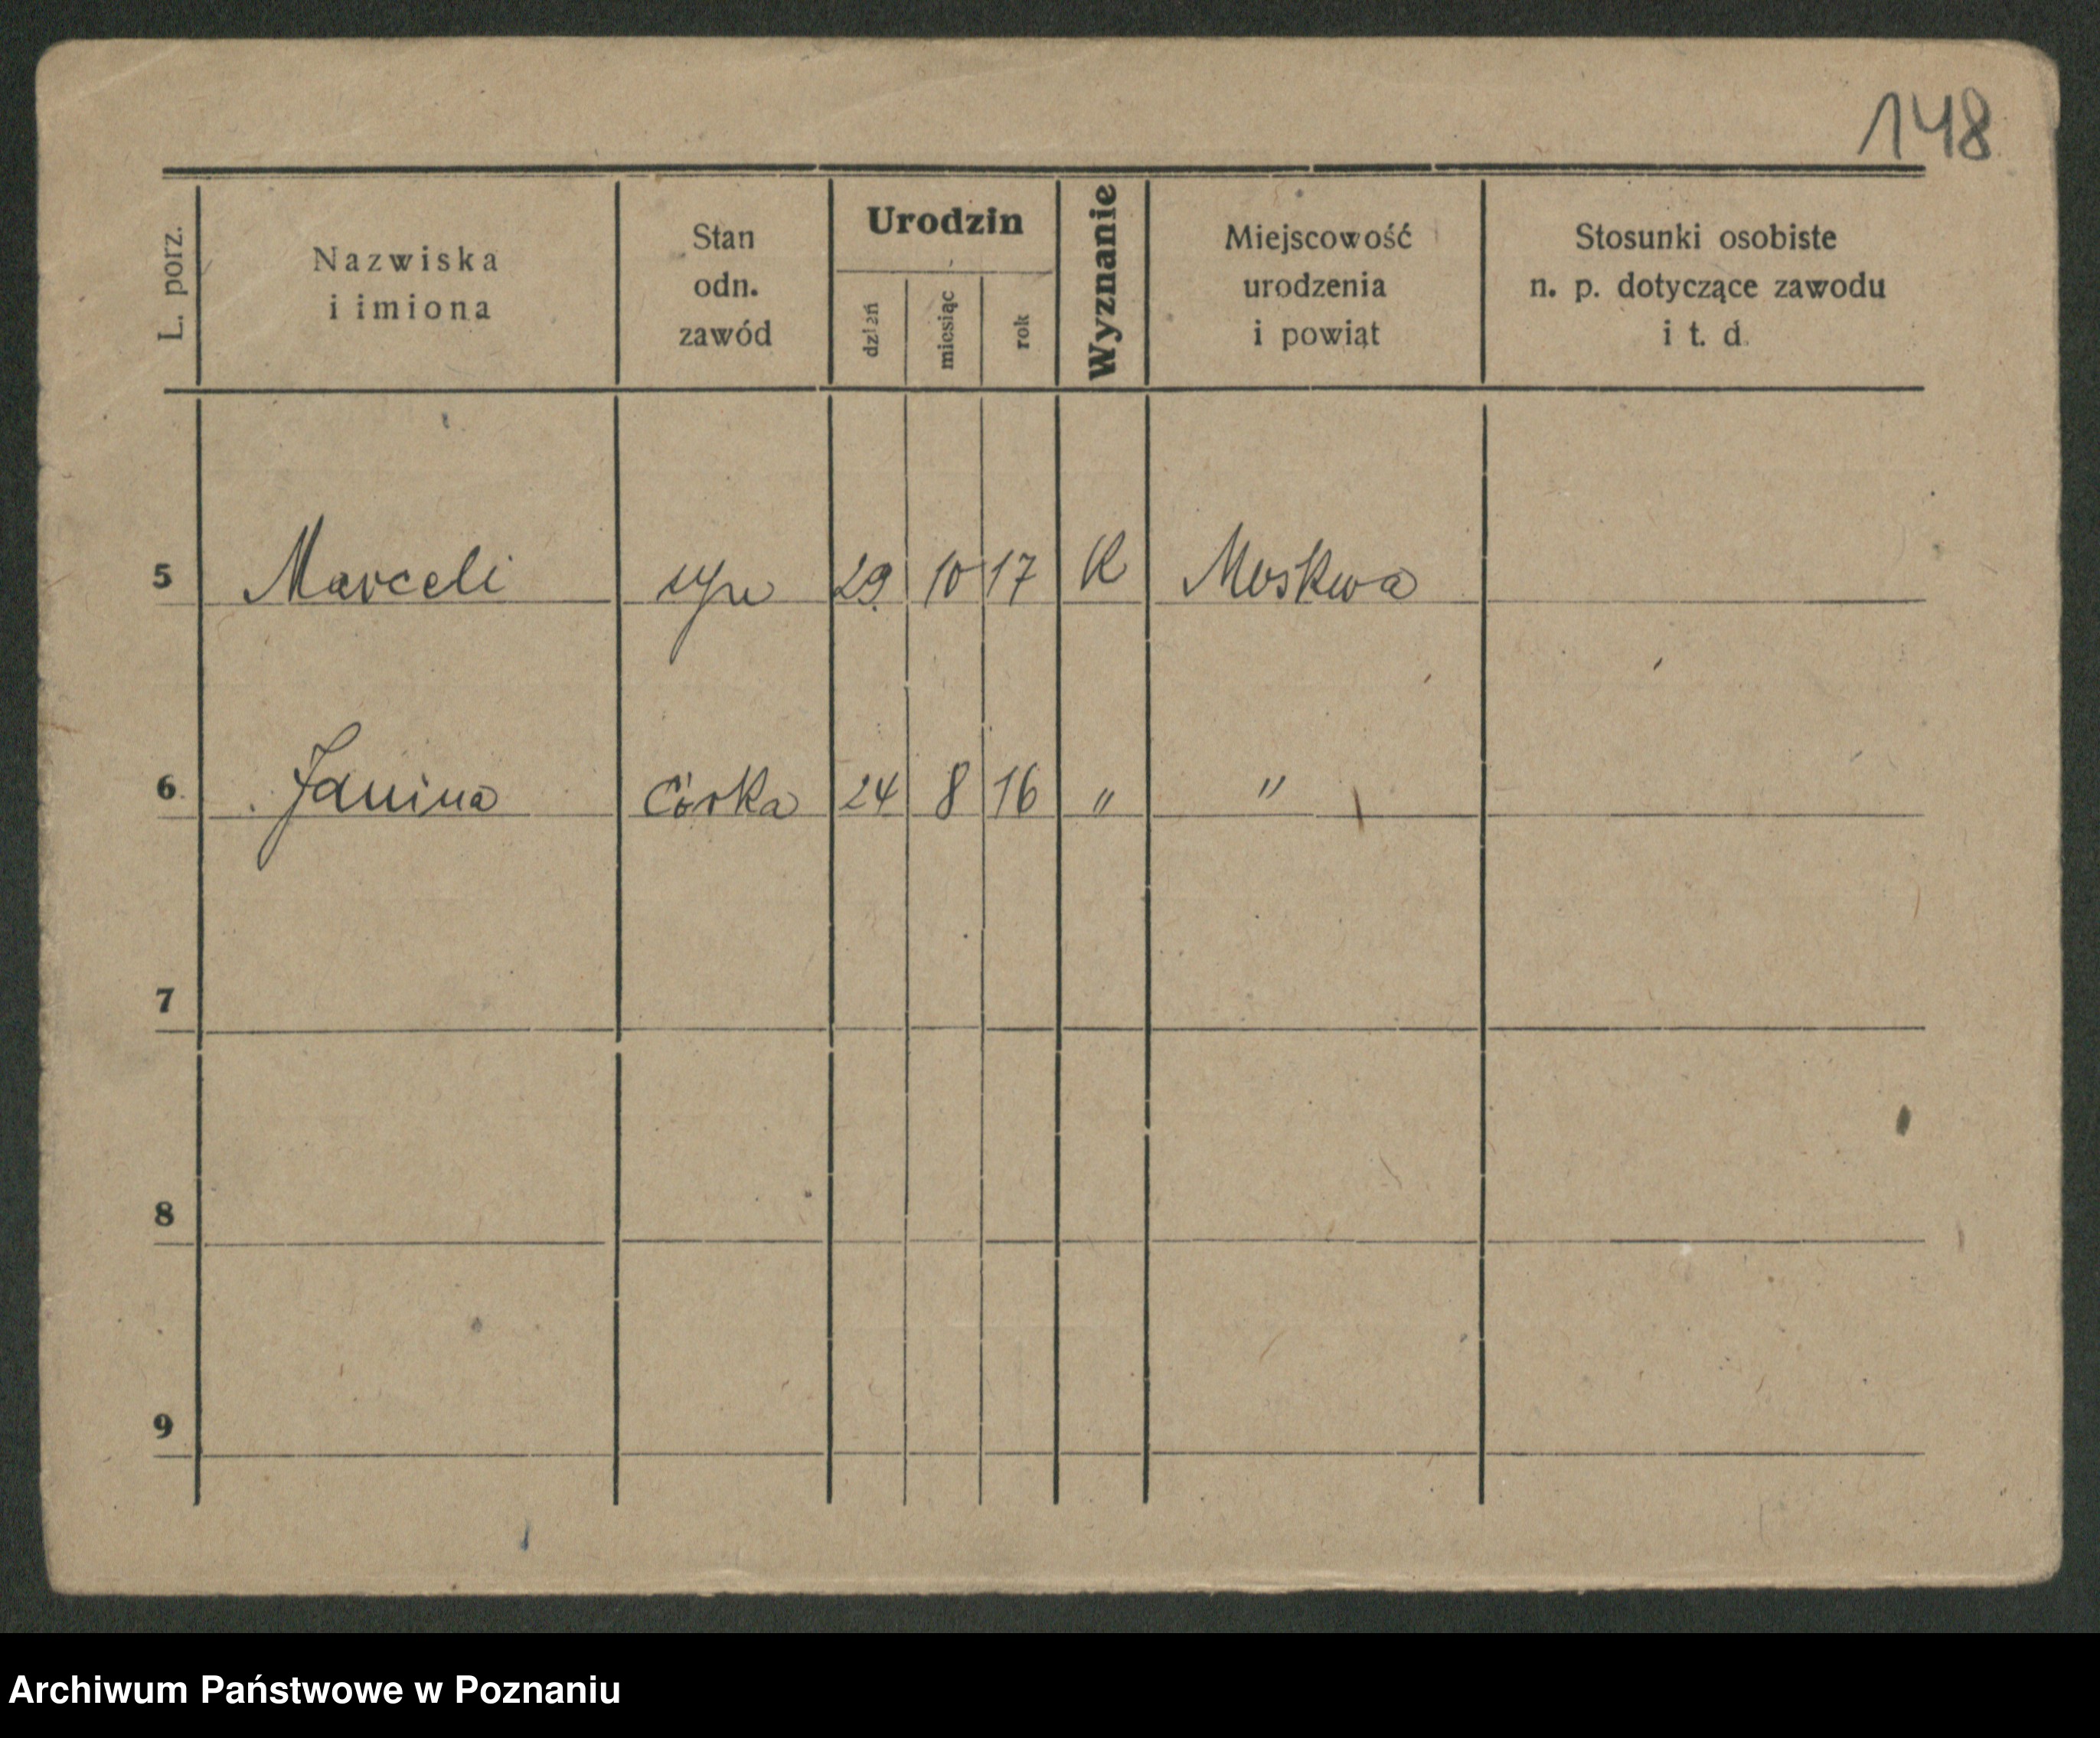 148
L. porz.
Nazwiska
i imiona
Stan
odn.
zawód
Urodzin
dzień
miesiąc
rok
Wyznanie
Miejscowość
urodzenia
i powiąt
Stosunki osobiste
n. p. dotyczące zawodu
i t. d.
5 Marceli syn 29. 10 17 K Moskwa
6 Janina córka 24 8 16 " "
7
8
9
Archiwum Państwowe w Poznaniu